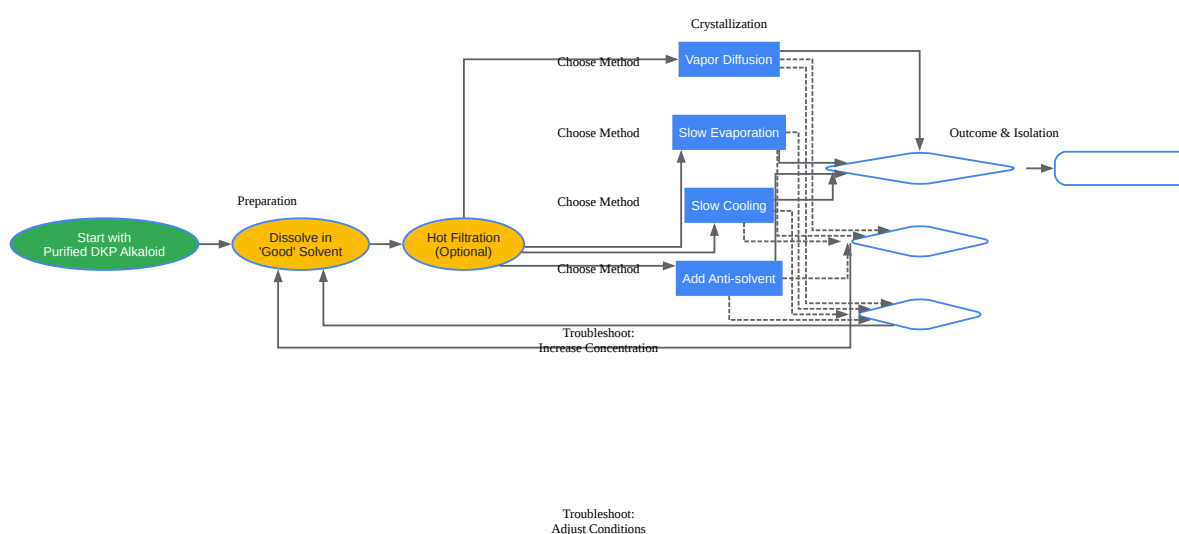 Crystallization
Choose Method
Vapor Diffusion
Choose Method
Slow Evaporation
Outcome & Isolation
Preparation
Choose Method
Slow Cooling
Start with
Purified DKP Alkaloid
Dissolve in
'Good' Solvent
Hot Filtration
(Optional)
Choose Method
Add Anti-solvent
Troubleshoot:
Increase Concentration
Troubleshoot:
Adjust Conditions